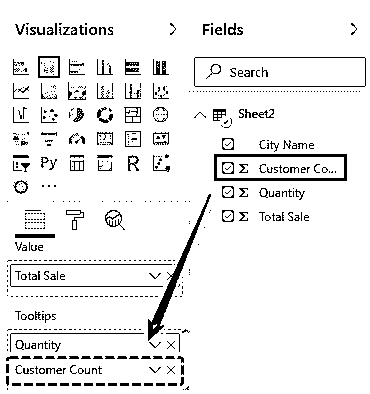 Visualizations
Fields
Search
Sheet2
City Name
Customer Co...
Quantity
Total Sale
Py
R
...
Value
Total Sale
Tooltips
Quantity
Customer Count